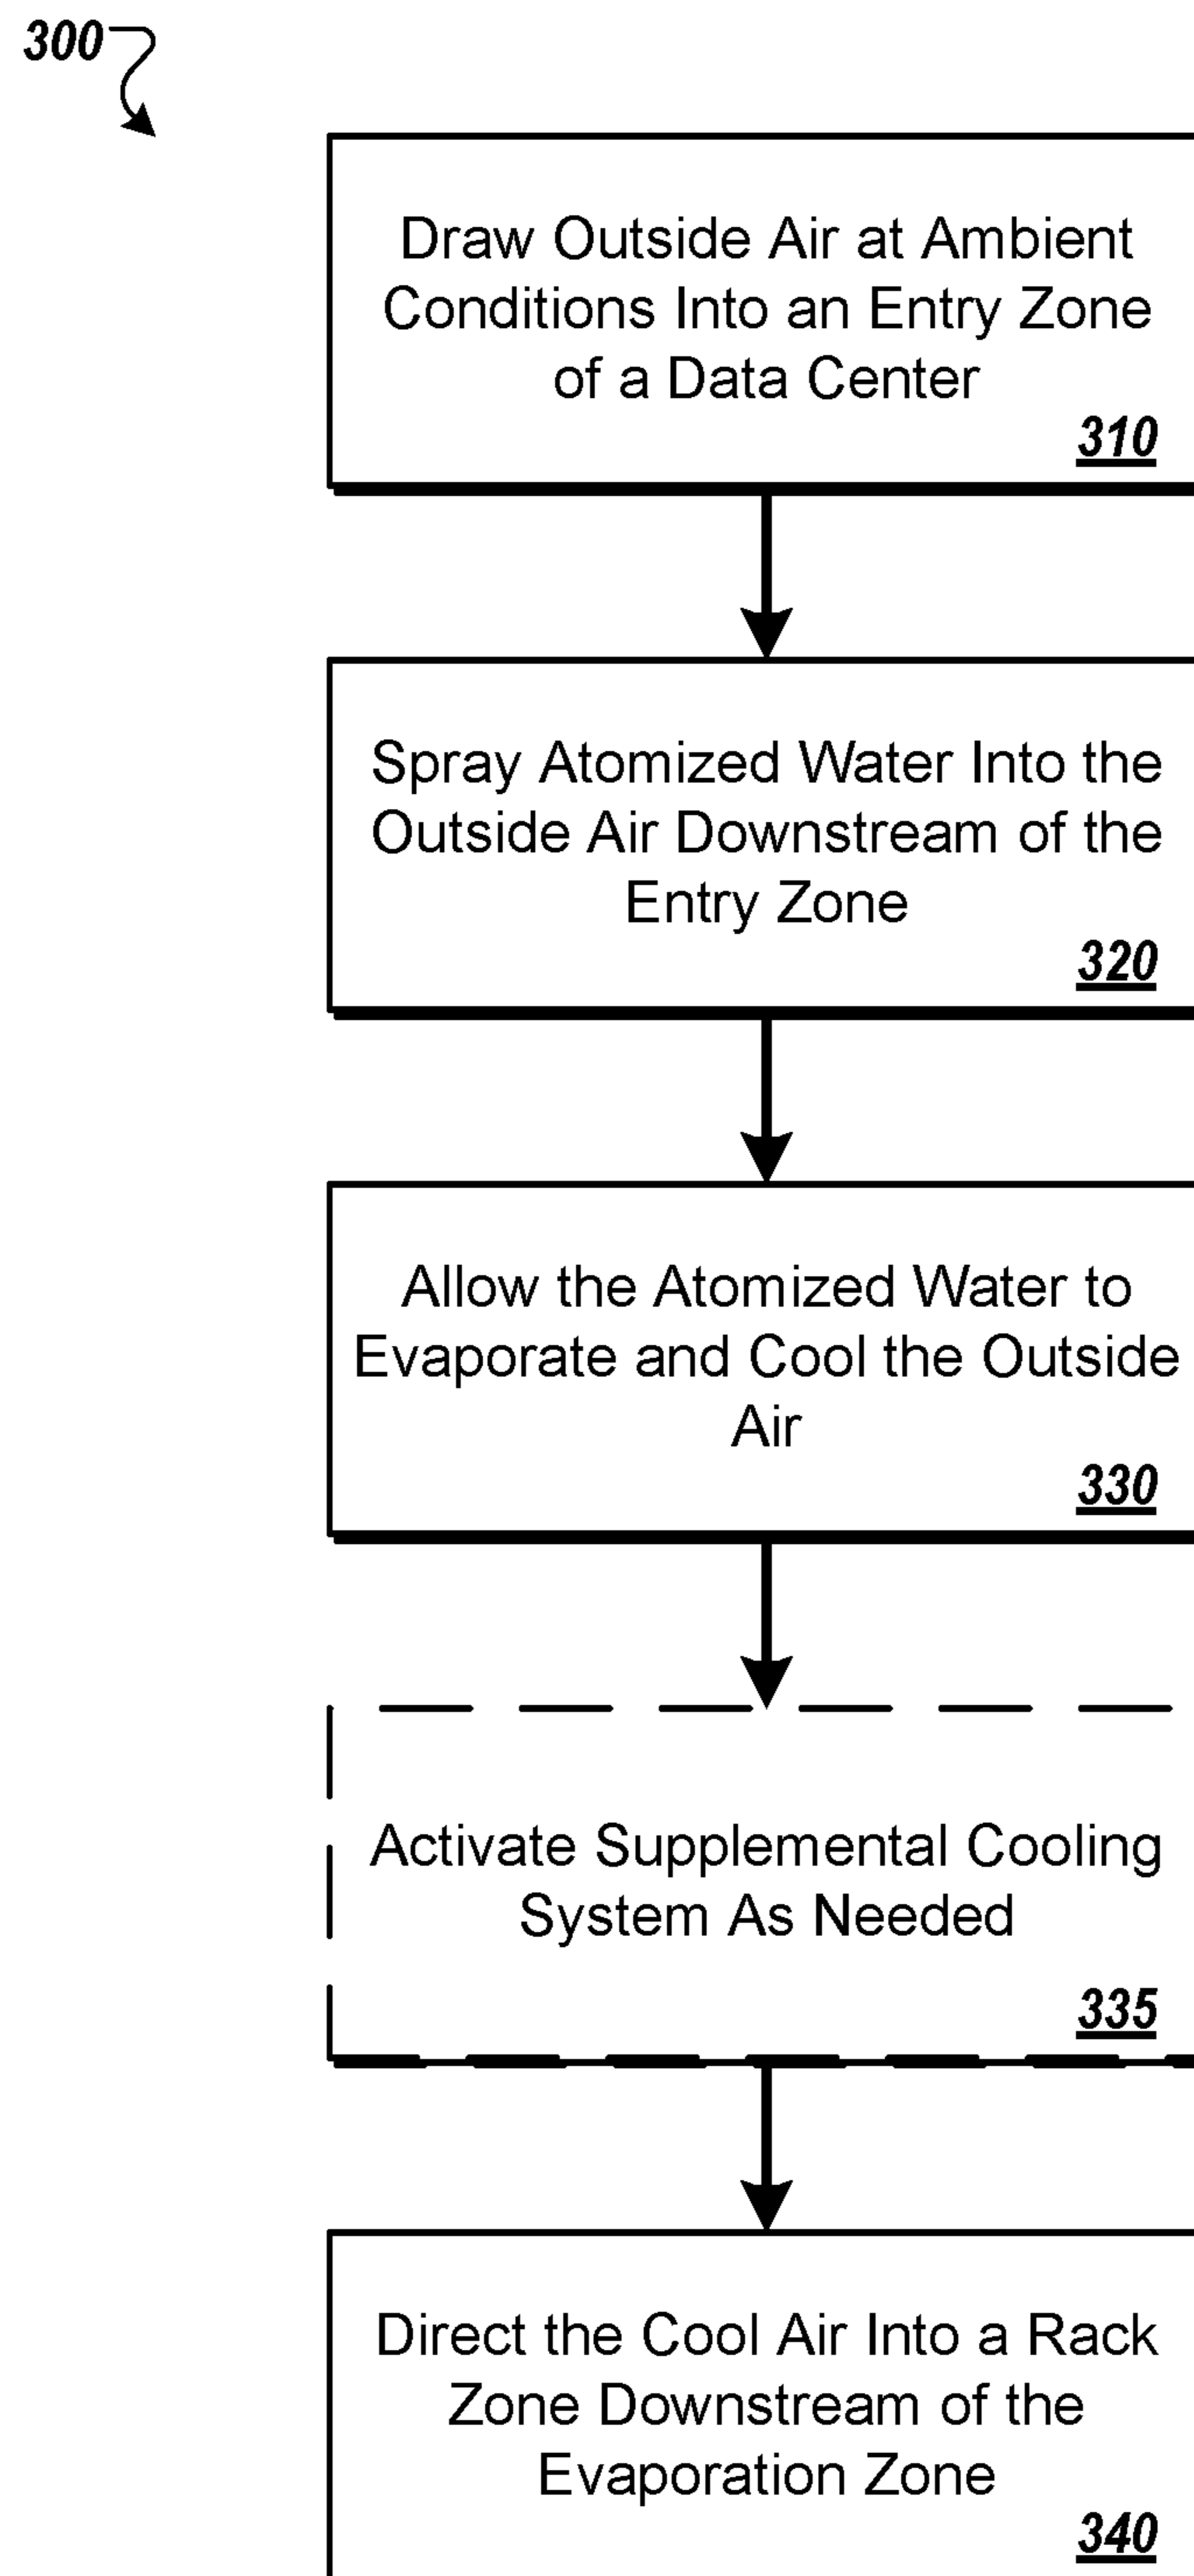 300
Draw Outside Air at Ambient
Conditions Into an Entry Zone
of a Data Center
310
Spray Atomized Water Into the
Outside Air Downstream of the
Entry Zone
320
Allow the Atomized Water to
Evaporate and Cool the Outside
Air
330
Activate Supplemental Cooling
System As Needed
335
Direct the Cool Air Into a Rack
Zone Downstream of the
Evaporation Zone
340